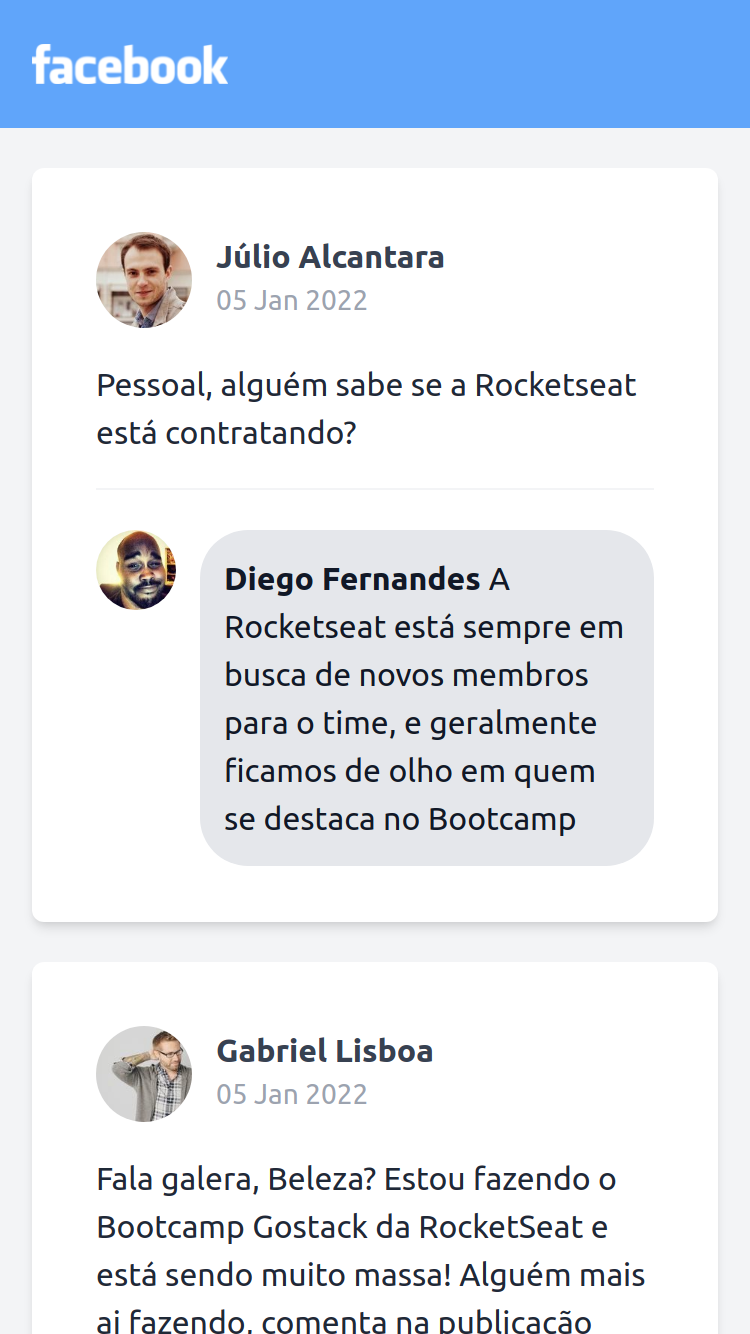 facebook
Júlio Alcantara
05 Jan 2022
Pessoal, alguém sabe se a Rocketseat
está contratando?
Diego Fernandes A
Rocketseat está sempre em
busca de novos membros
para o time, e geralmente
ficamos de olho em quem
se destaca no Bootcamp
Gabriel Lisboa
05 Jan 2022
Fala galera, Beleza? Estou fazendo o
Bootcamp Gostack da RocketSeat e
está sendo muito massa! Alguém mais
ai fazendo, comenta na publicação